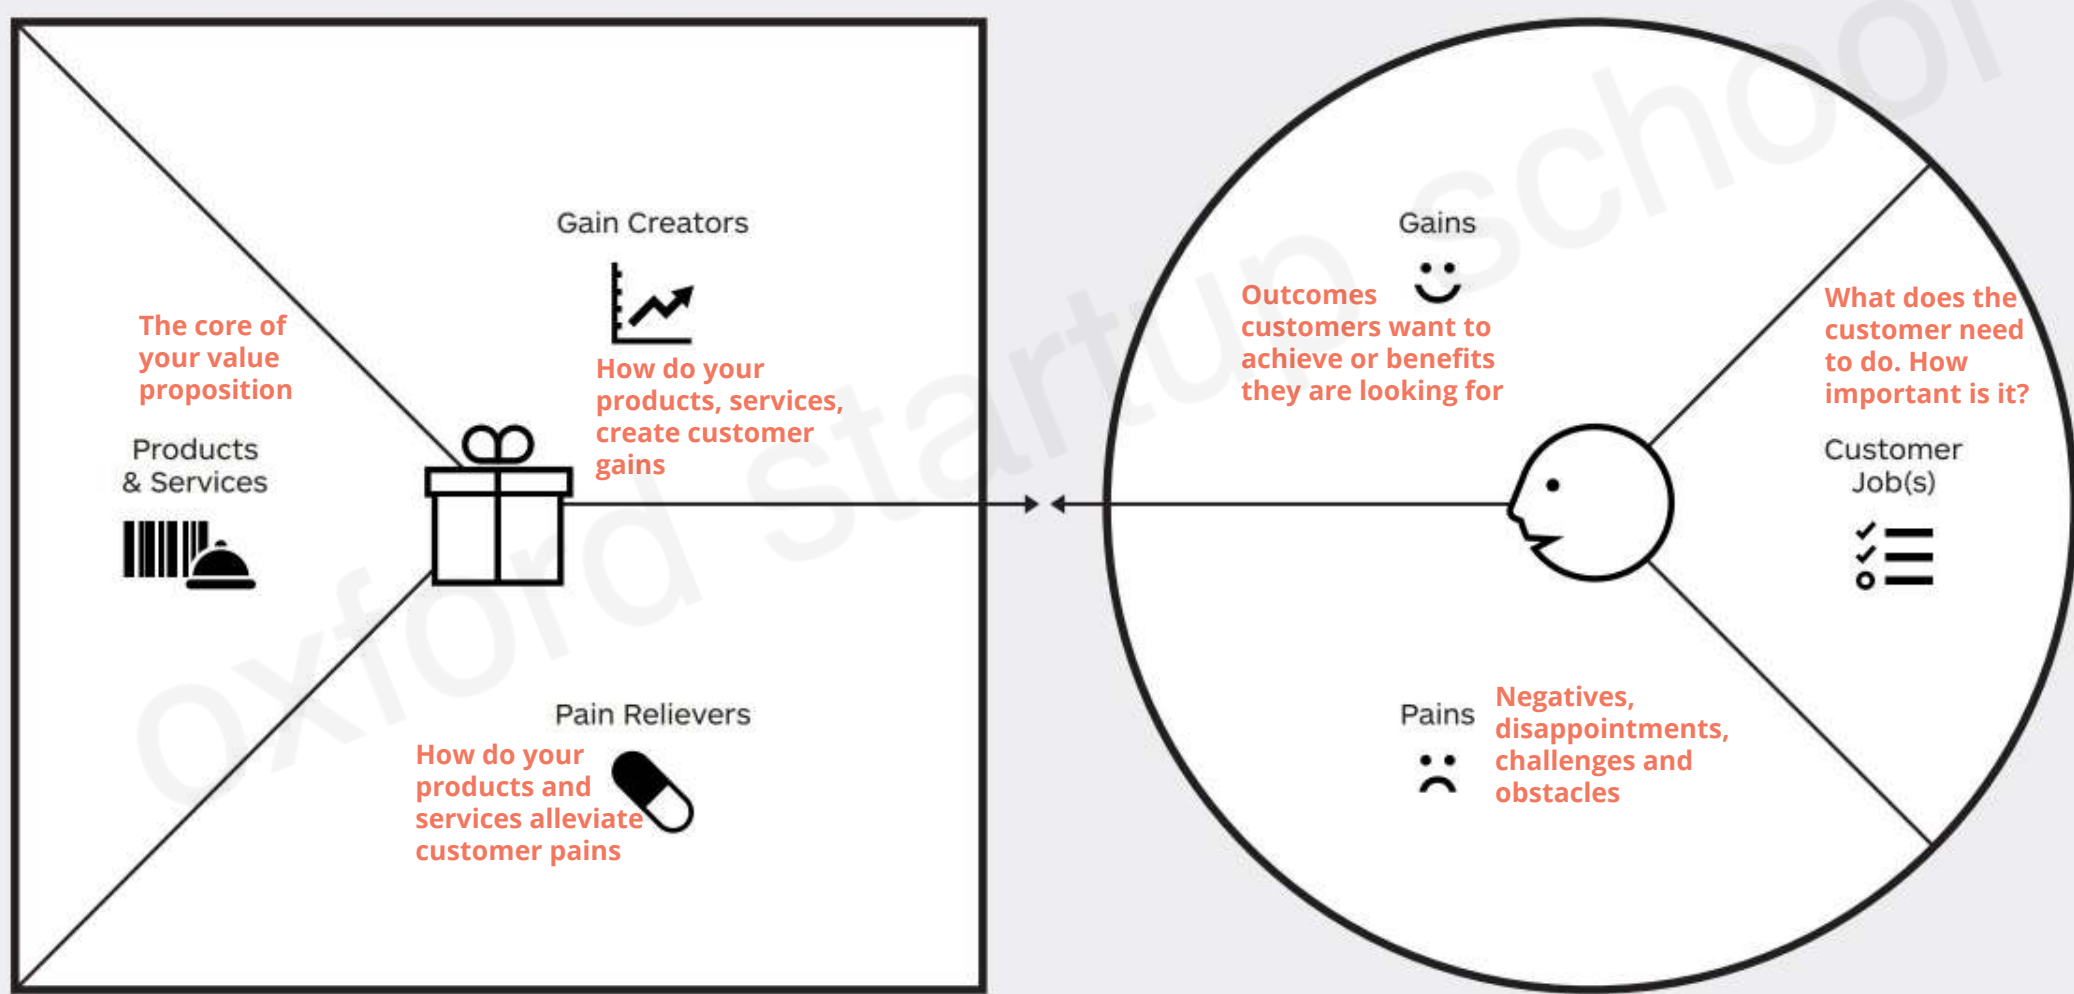 Gain Creators
How do your
products, services,
create customer
gains
The core of
your value
proposition
Products
& Services
Pain Relievers
How do your
products and
services alleviate
customer pains
Gains
Outcomes
customers want to
achieve or benefits
they are looking for
What does the
customer need
to do. How
important is it?
Customer
Job(s)
Pains
Negatives,
disappointments,
challenges and
obstacles
oxford startup school